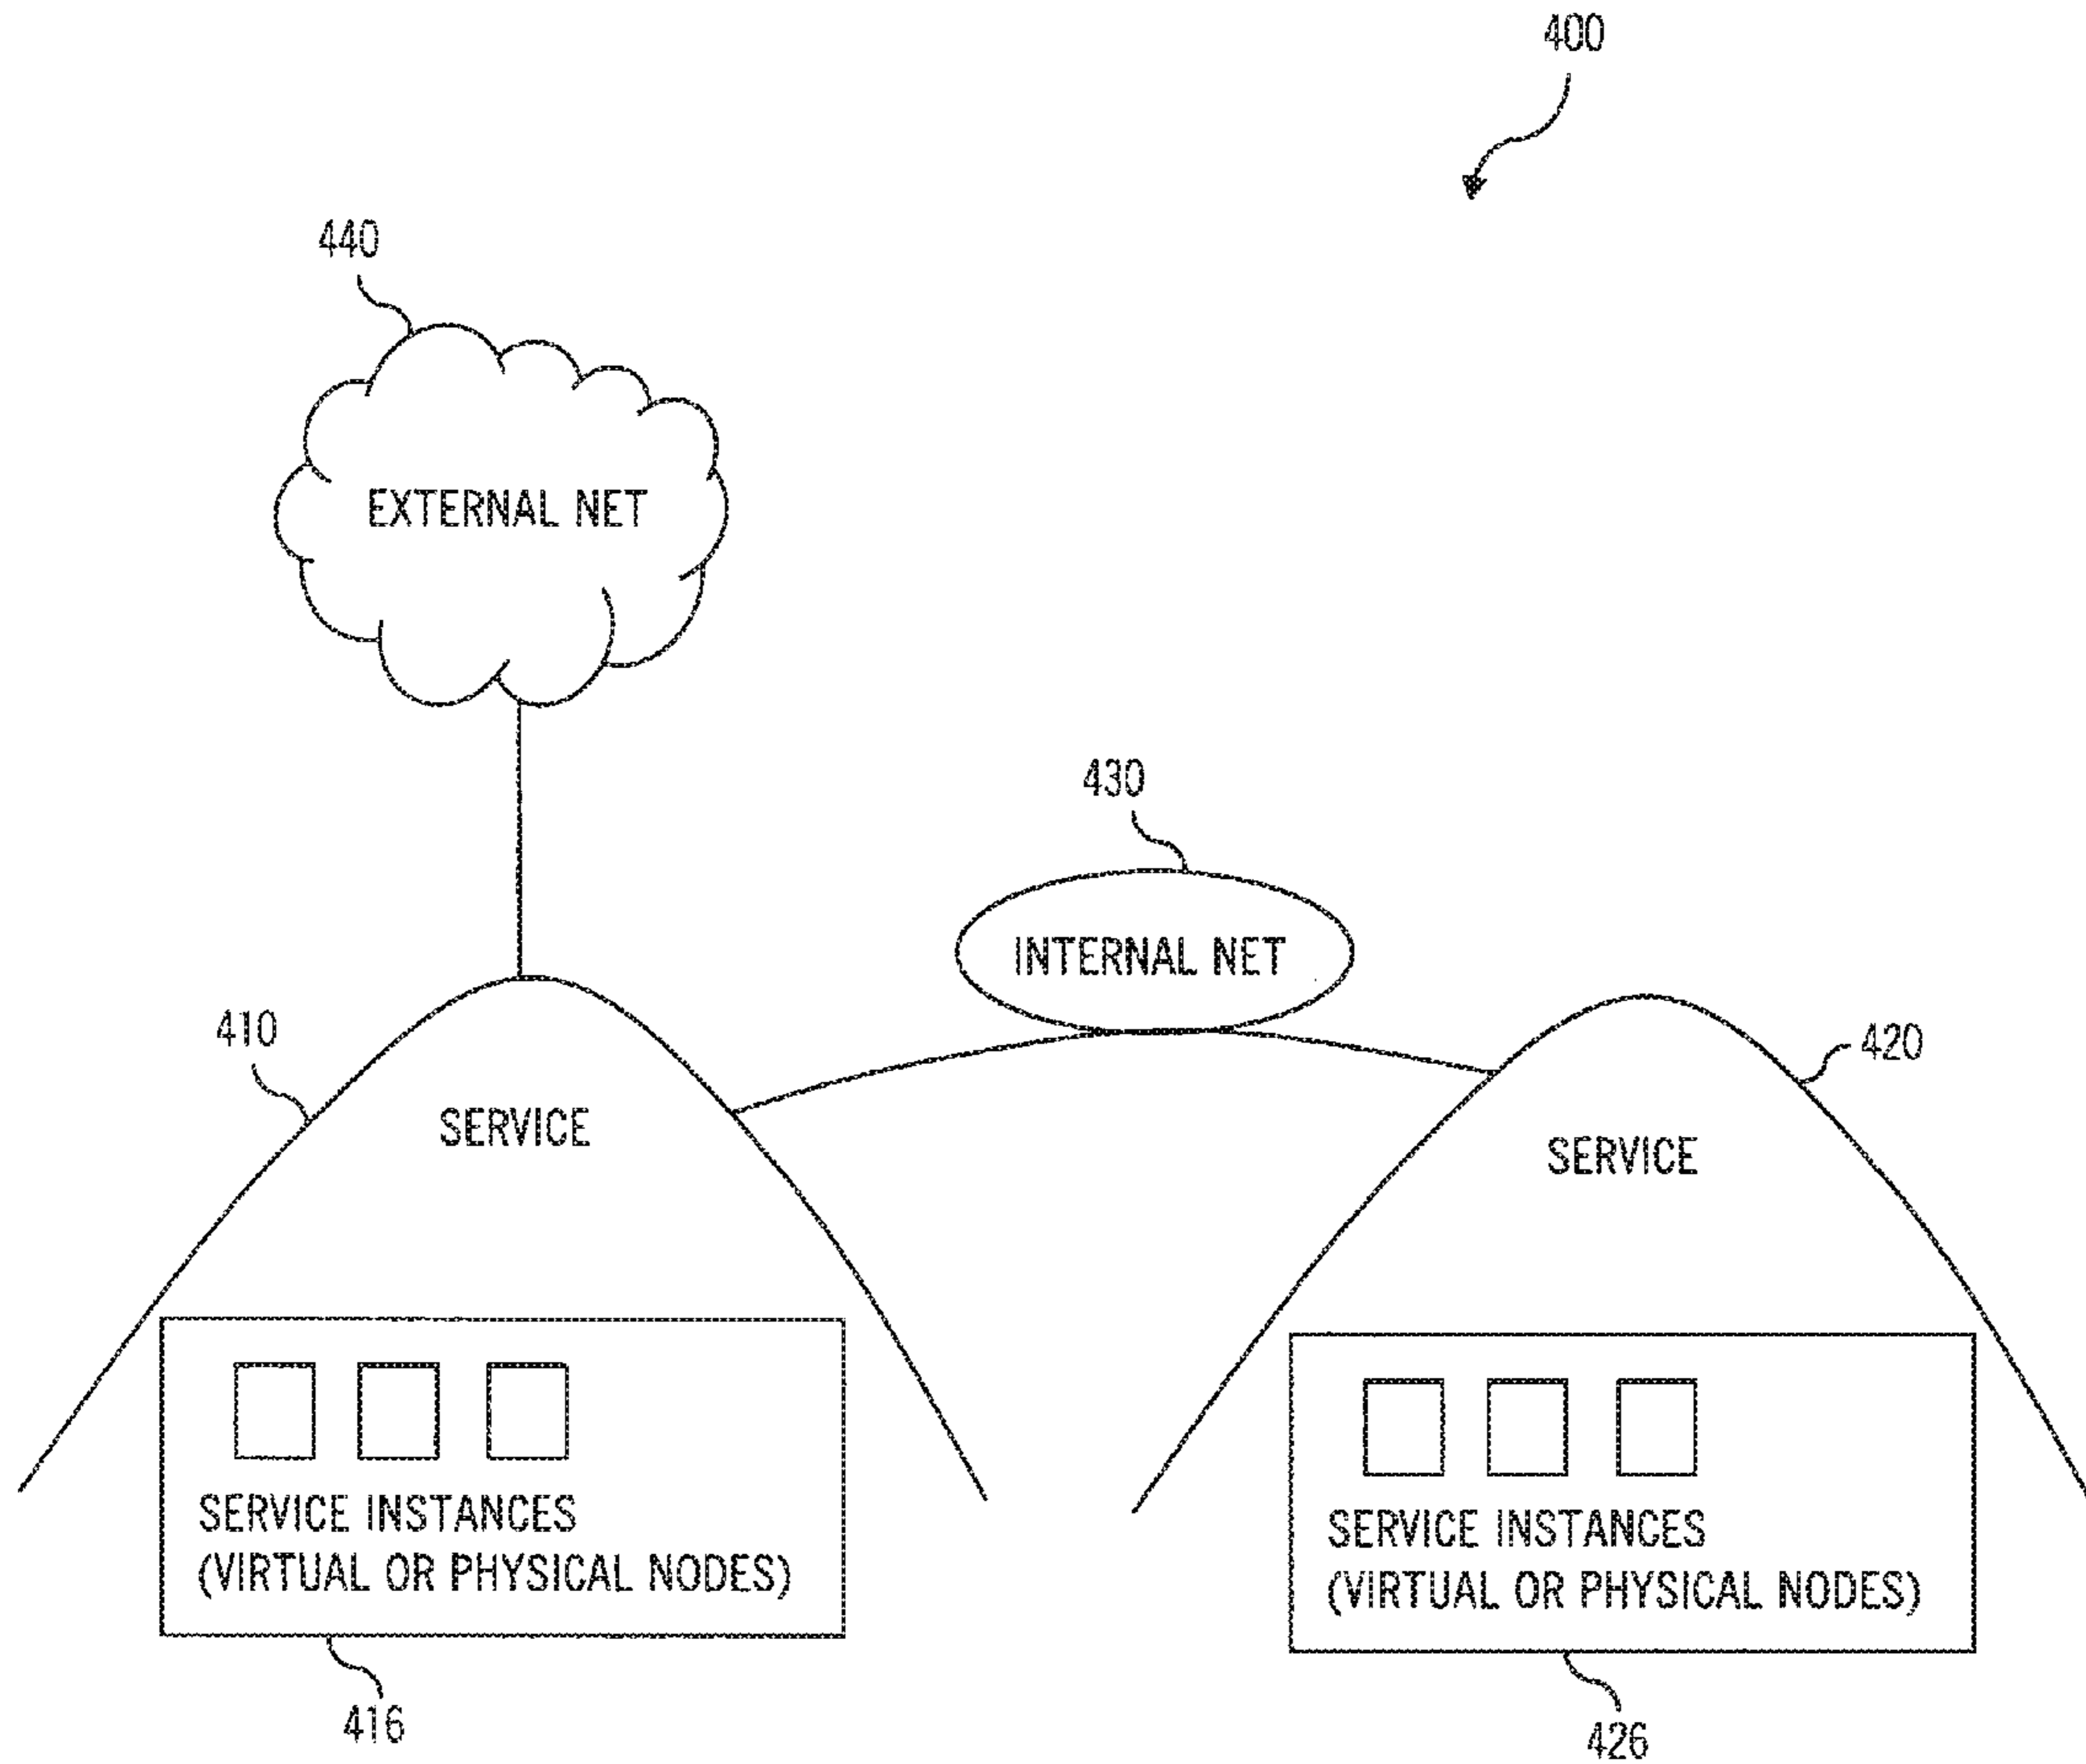 400
440
EXTERNAL NET
430
INTERNAL NET
410
420
SERVICE
SERVICE
SERVICE INSTANCES
(VIRTUAL OR PHYSICAL NODES)
SERVICE INSTANCES
(VIRTUAL OR PHYSICAL NODES)
416
426